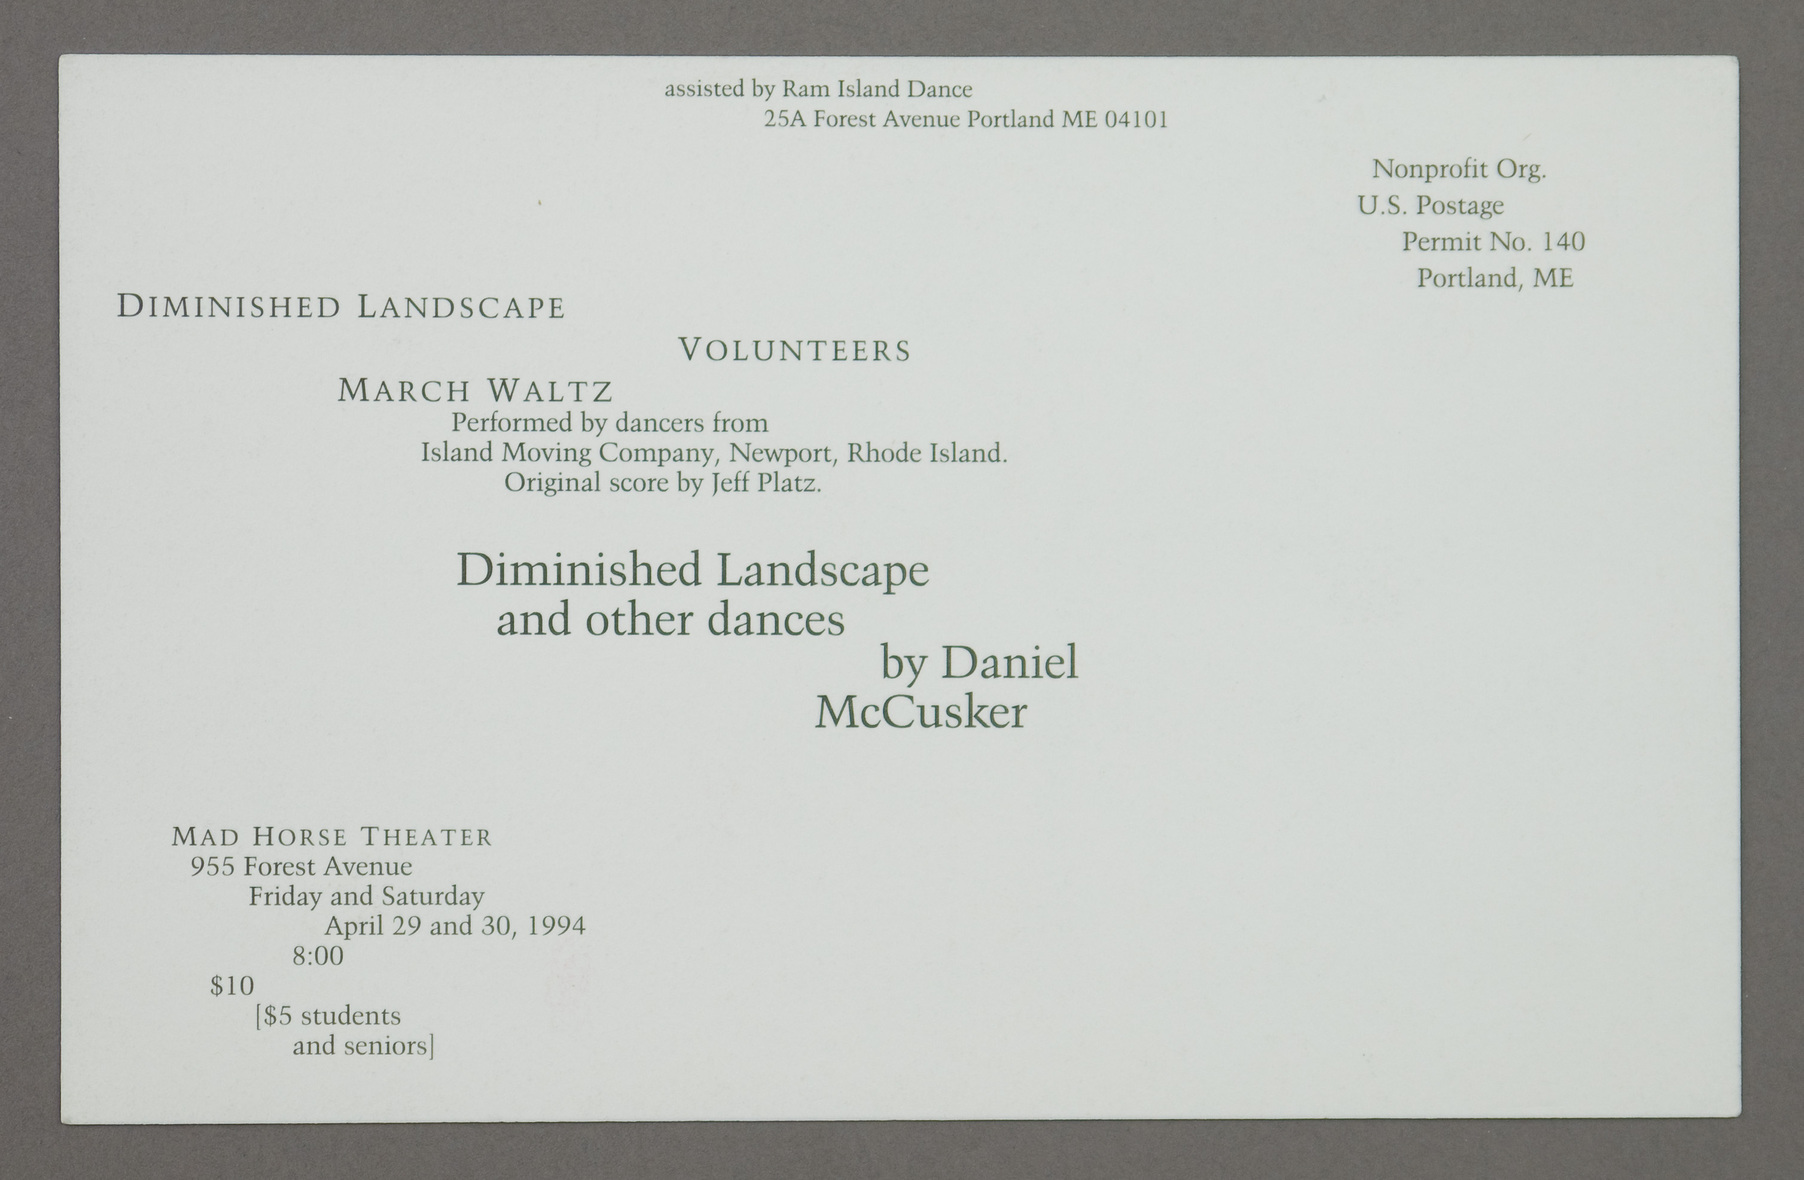 assisted by Ram Island Dance
25A Forest Avenue Portland ME 04101
Nonprofit Org.
U.S. Postage
Permit No. 140
Portland, ME
DIMINISHED LANDSCAPE
VOLUNTEERS
MARCH WALTZ
Performed by dancers from
Island Moving Company, Newport, Rhode Island.
Original score by Jeff Platz.
Diminished Landscape
and other dances
by Daniel
McCusker
MAD HORSE THEATER
955 Forest Avenue
Friday and Saturday
April 29 and 30, 1994
8:00
$10
[$5 students
and seniors]